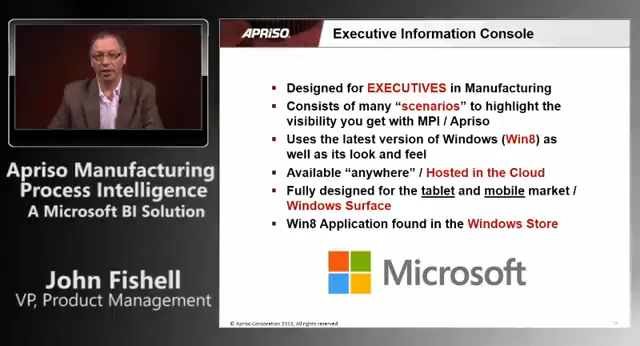 APRISO
Executive Information Console
Designed for EXECUTIVES in Manufacturing
Consists of many “scenarios” to highlight the
visibility you get with MPI / Apriso
Uses the latest version of Windows (Win8) as
well as its look and feel
Available “anywhere” / Hosted in the Cloud
Fully designed for the tablet and mobile market /
Windows Surface
Win8 Application found in the Windows Store
Microsoft
© Apriso Corporation 2013, All rights reserved
Apriso Manufacturing
Process Intelligence
A Microsoft BI Solution
John Fishell
VP, Product Management